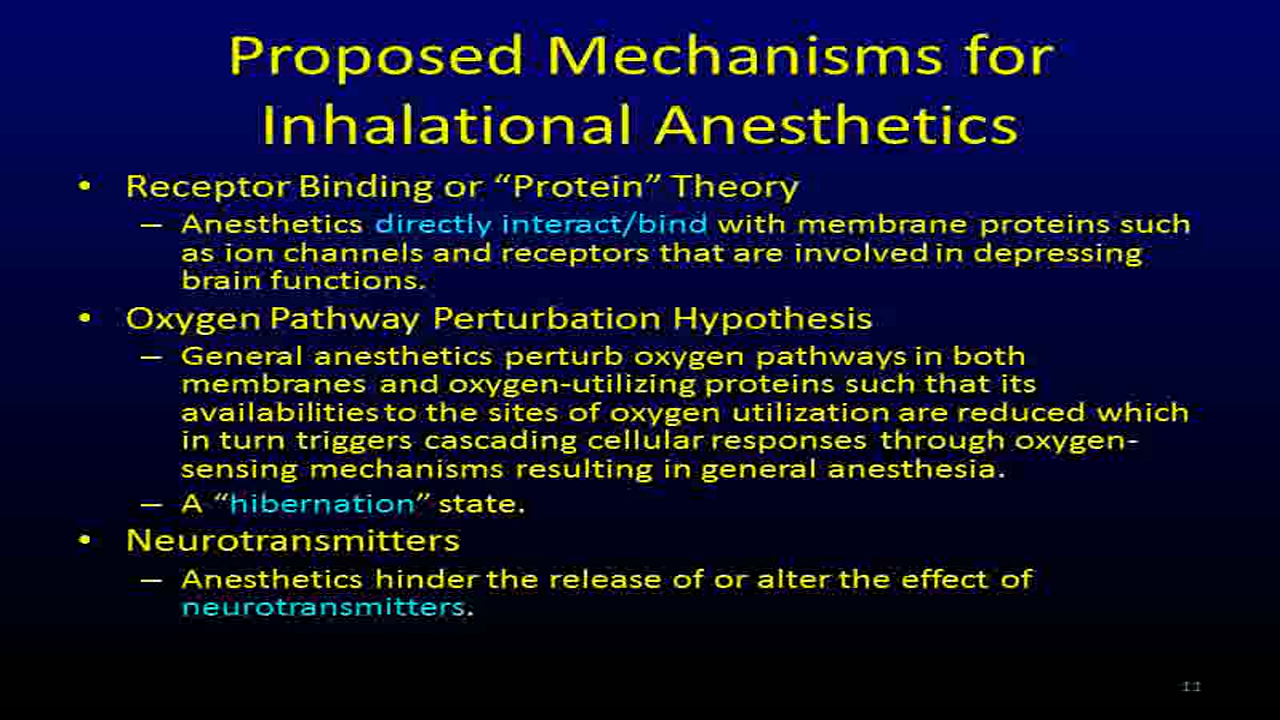 Proposed Mechanisms for
Inhalational Anesthetics
• Receptor Binding or “Protein” Theory
– Anesthetics directly interact/bind with membrane proteins such
as ion channels and receptors that are involved in depressing
brain functions.
• Oxygen Pathway Perturbation Hypothesis
– General anesthetics perturb oxygen pathways in both
membranes and oxygen-utilizing proteins such that its
availabilities to the sites of oxygen utilization are reduced which
in turn triggers cascading cellular responses through oxygen-
sensing mechanisms resulting in general anesthesia.
– A “hibernation” state.
• Neurotransmitters
– Anesthetics hinder the release of or alter the effect of
neurotransmitters.
11